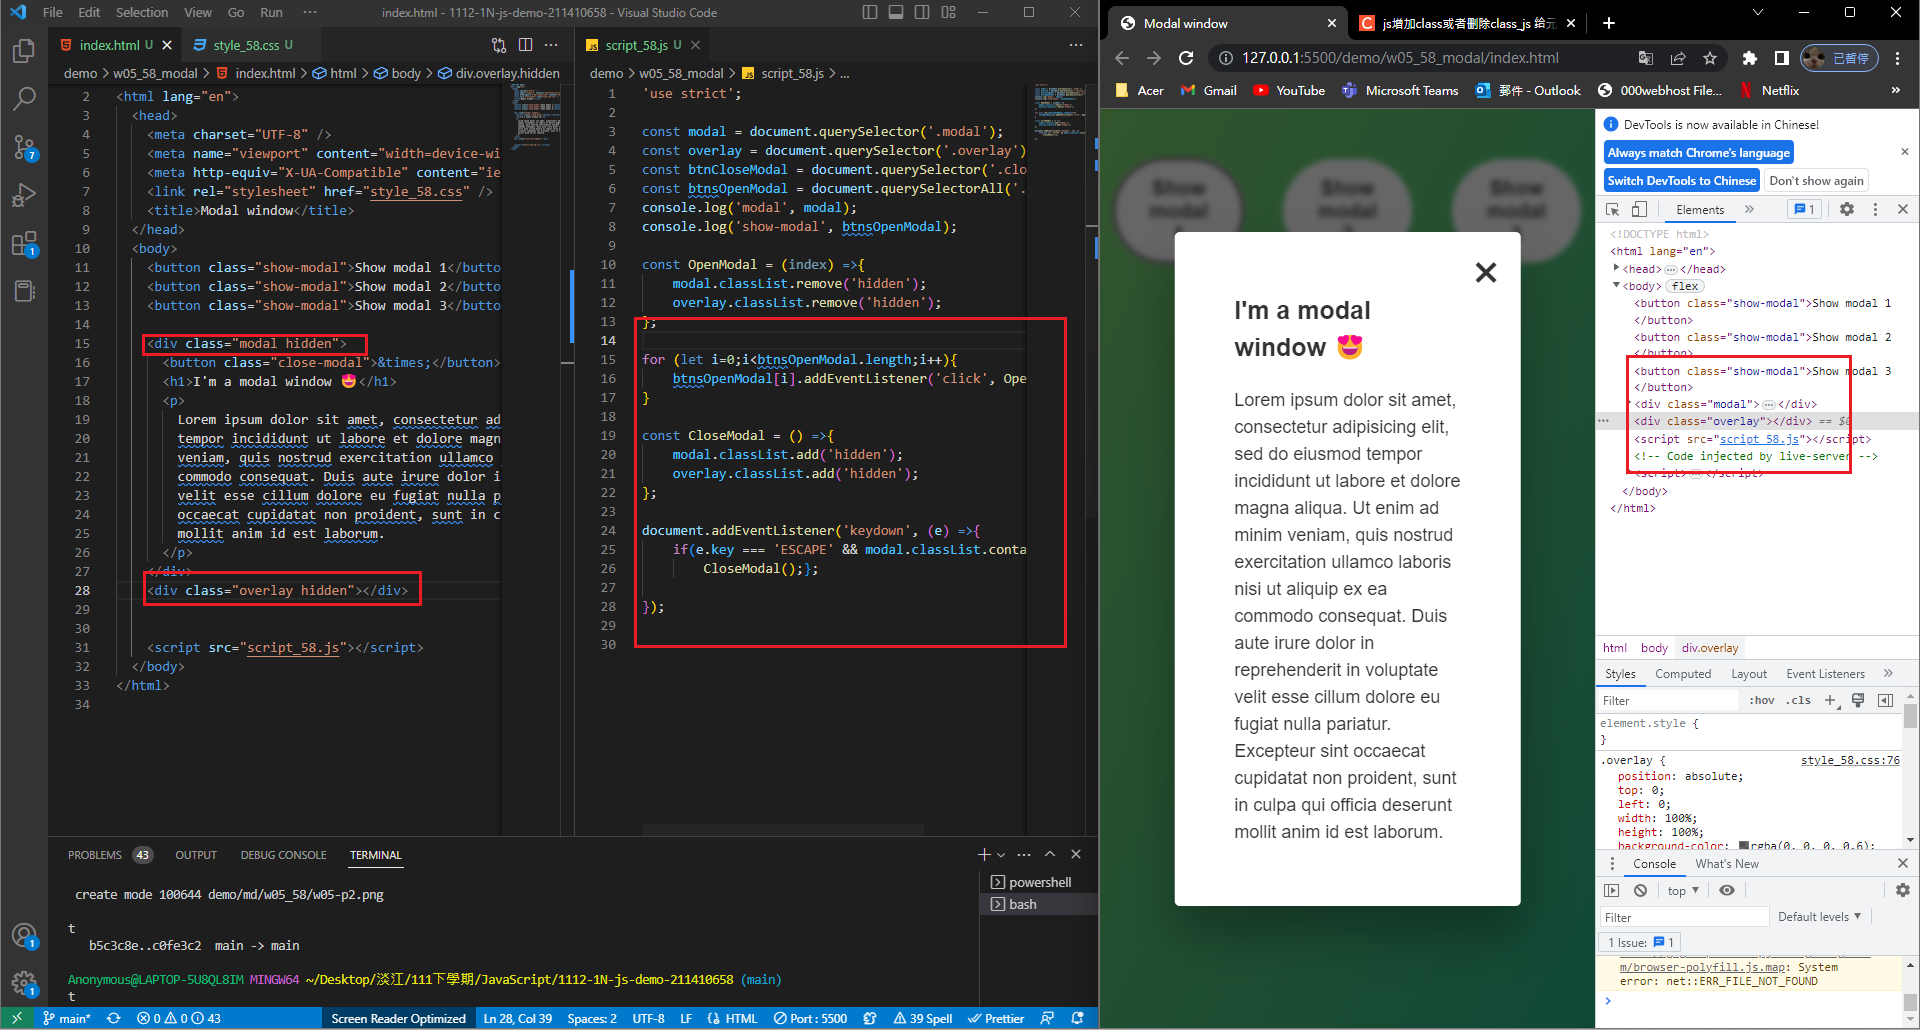 File Edit Selection View Go Run ··· index.html - 1112-1N-js-demo-211410658 - Visual Studio Code
index.html U style_58.css U
demo > w05_58_modal > index.html > html > body > div.overlay.hidden
2 <html lang="en">
3 <head>
4 <meta charset="UTF-8" />
5 <meta name="viewport" content="width=device-wi
6 <meta http-equiv="X-UA-Compatible" content="ie
7 <link rel="stylesheet" href="style_58.css" />
8 <title>Modal window</title>
9 </head>
10 <body>
11 <button class="show-modal">Show modal 1</butto
12 <button class="show-modal">Show modal 2</butto
13 <button class="show-modal">Show modal 3</butto
14
15 <div class="modal hidden">
16 <button class="close-modal">&times;</button>
17 <h1>I'm a modal window 😍</h1>
18 <p>
19 Lorem ipsum dolor sit amet, consectetur ad
20 tempor incididunt ut labore et dolore magn
21 veniam, quis nostrud exercitation ullamco
22 commodo consequat. Duis aute irure dolor i
23 velit esse cillum dolore eu fugiat nulla p
24 occaecat cupidatat non proident, sunt in c
25 mollit anim id est laborum.
26 </p>
27 </div>
28 <div class="overlay hidden"></div>
29
30
31 <script src="script_58.js"></script>
32 </body>
33 </html>
34
script_58.js U
demo > w05_58_modal > script_58.js > ...
1 'use strict';
2
3 const modal = document.querySelector('.modal');
4 const overlay = document.querySelector('.overlay')
5 const btnCloseModal = document.querySelector('.clo
6 const btnsOpenModal = document.querySelectorAll('.
7 console.log('modal', modal);
8 console.log('show-modal', btnsOpenModal);
9
10 const OpenModal = (index) =>{
11 modal.classList.remove('hidden');
12 overlay.classList.remove('hidden');
13 };
14
15 for (let i=0;i<btnsOpenModal.length;i++){
16 btnsOpenModal[i].addEventListener('click', Ope
17 }
18
19 const CloseModal = () =>{
20 modal.classList.add('hidden');
21 overlay.classList.add('hidden');
22 };
23
24 document.addEventListener('keydown', (e) =>{
25 if(e.key === 'ESCAPE' && modal.classList.conta
26 CloseModal();};
27
28 });
29
30
PROBLEMS 43 OUTPUT DEBUG CONSOLE TERMINAL
create mode 100644 demo/md/w05_58/w05-p2.png
t
b5c3c8e..c0fe3c2 main -> main
Anonymous@LAPTOP-5U8QL8IM MINGW64 ~/Desktop/淡江/111下學期/JavaScript/1112-1N-js-demo-211410658 (main)
t
powershell
bash
7
1
1
1
main* 0 0 43 Screen Reader Optimized Ln 28, Col 39 Spaces: 2 UTF-8 LF HTML Port : 5500 39 Spell Prettier
Modal window
js增加class或者刪除class_js 给元
127.0.0.1:5500/demo/w05_58_modal/index.html 已暫停
Acer Gmail YouTube Microsoft Teams 郵件 - Outlook 000webhost File... Netflix »
Show modal
Show modal
Show modal
I'm a modal
window 😍
Lorem ipsum dolor sit amet,
consectetur adipisicing elit,
sed do eiusmod tempor
incididunt ut labore et dolore
magna aliqua. Ut enim ad
minim veniam, quis nostrud
exercitation ullamco laboris
nisi ut aliquip ex ea
commodo consequat. Duis
aute irure dolor in
reprehenderit in voluptate
velit esse cillum dolore eu
fugiat nulla pariatur.
Excepteur sint occaecat
cupidatat non proident, sunt
in culpa qui officia deserunt
mollit anim id est laborum.
DevTools is now available in Chinese!
Always match Chrome's language
Switch DevTools to Chinese Don't show again
Elements » 1
<!DOCTYPE html>
<html lang="en">
<head>···</head>
<body> flex
<button class="show-modal">Show modal 1
</button>
<button class="show-modal">Show modal 2
</button>
<button class="show-modal">Show modal 3
</button>
<div class="modal">···</div>
<div class="overlay"></div> == $0
<script src="script_58.js"></script>
<!-- Code injected by live-server -->
<script>···</script>
</body>
</html>
html body div.overlay
Styles Computed Layout Event Listeners »
Filter :hov .cls +
element.style {
}
.overlay { style_58.css:76
position: absolute;
top: 0;
left: 0;
width: 100%;
height: 100%;
background-color: rgba(0, 0, 0, 0.6);
Console What's New
top ▼
Filter Default levels ▼
1 Issue: 1
m/browser-polyfill.js.map: System
error: net::ERR_FILE_NOT_FOUND